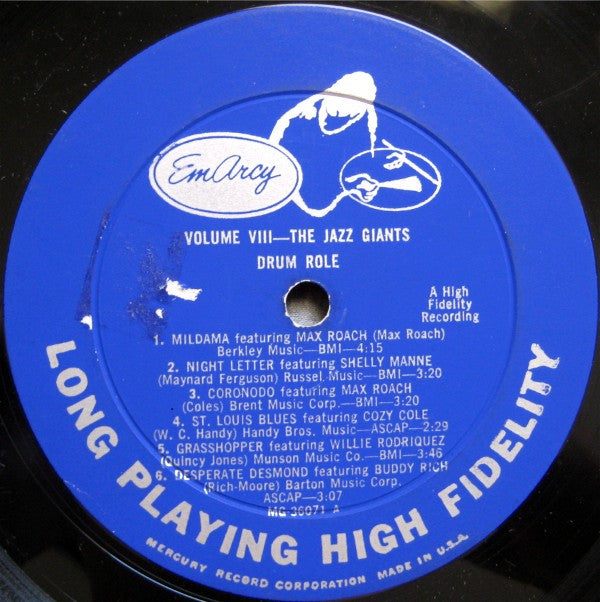 EmArcy
VOLUME VIII—THE JAZZ GIANTS
DRUM ROLE
A High
Fidelity
Recording
1. MILDAMA featuring MAX ROACH (Max Roach)
Berkley Music—BMI—4:15
2. NIGHT LETTER featuring SHELLY MANNE
(Maynard Ferguson) Russel Music—BMI—3:20
3. CORONODO featuring MAX ROACH
(Coles) Brent Music Corp.—BMI—3:20
4. ST. LOUIS BLUES featuring COZY COLE
(W. C. Handy) Handy Bros. Music—ASCAP—2:29
5. GRASSHOPPER featuring WILLIE RODRIQUEZ
(Quincy Jones) Munson Music Co.—BMI—3:46
6. DESPERATE DESMOND featuring BUDDY RICH
(Rich-Moore) Barton Music Corp.
ASCAP—3:07
MG 36071 A
LONG PLAYING HIGH FIDELITY
MERCURY RECORD CORPORATION MADE IN U.S.A.